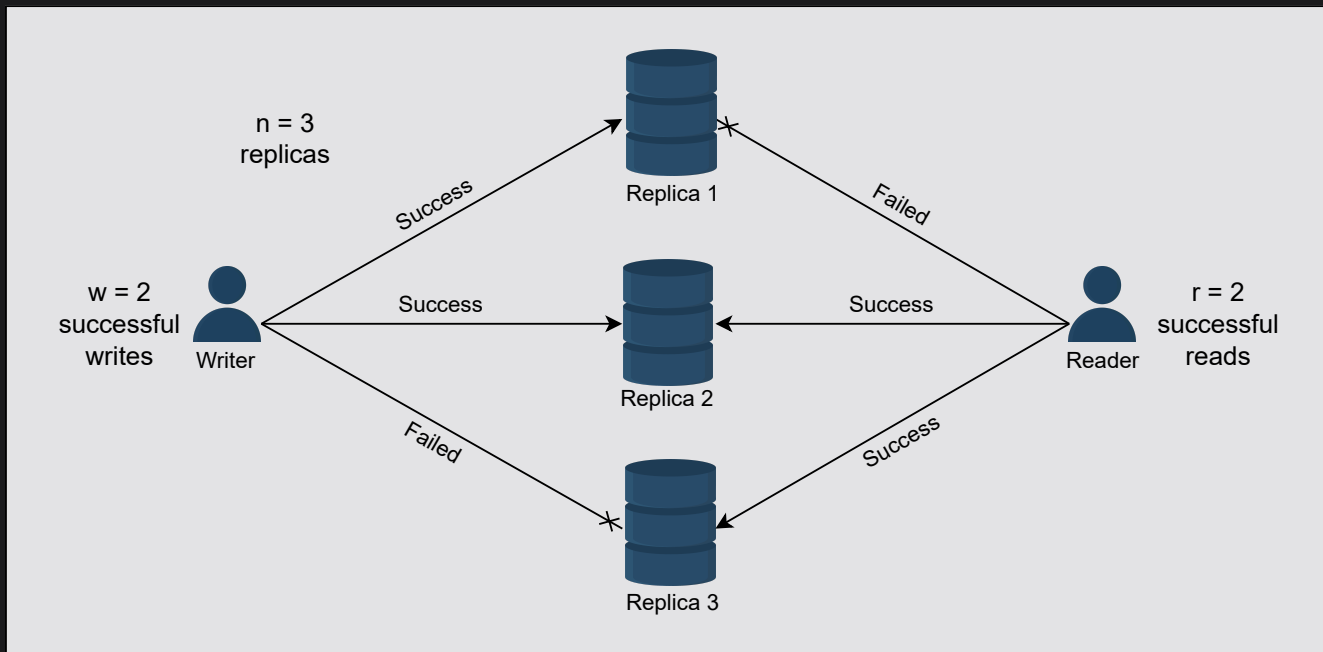 n = 3
replicas
Replica 1
Success
Failed
w = 2
successful
writes
Writer
Success
Success
Reader
r = 2
successful
reads
Replica 2
Failed
Success
Replica 3